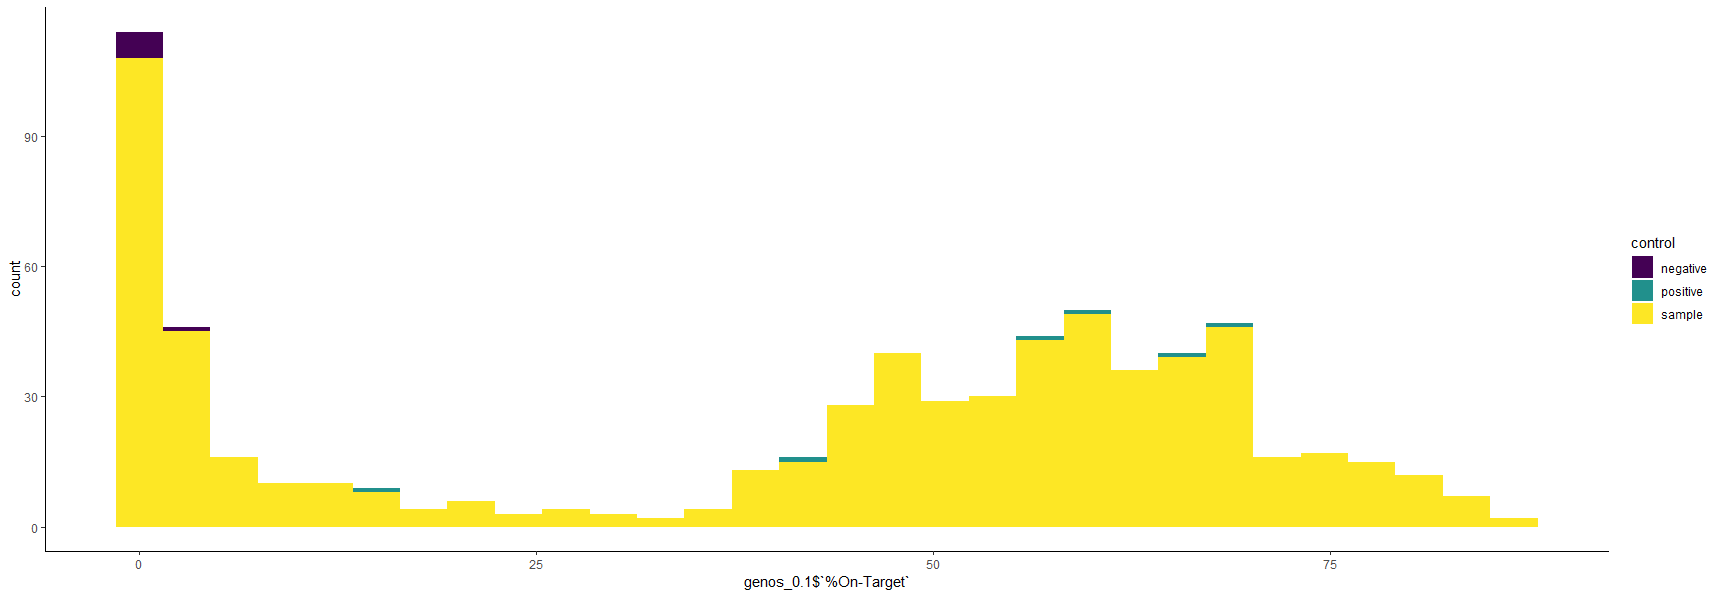 count
90
60
30
0
0
25
50
75
genos_0.1$`%On-Target`
control
negative
positive
sample